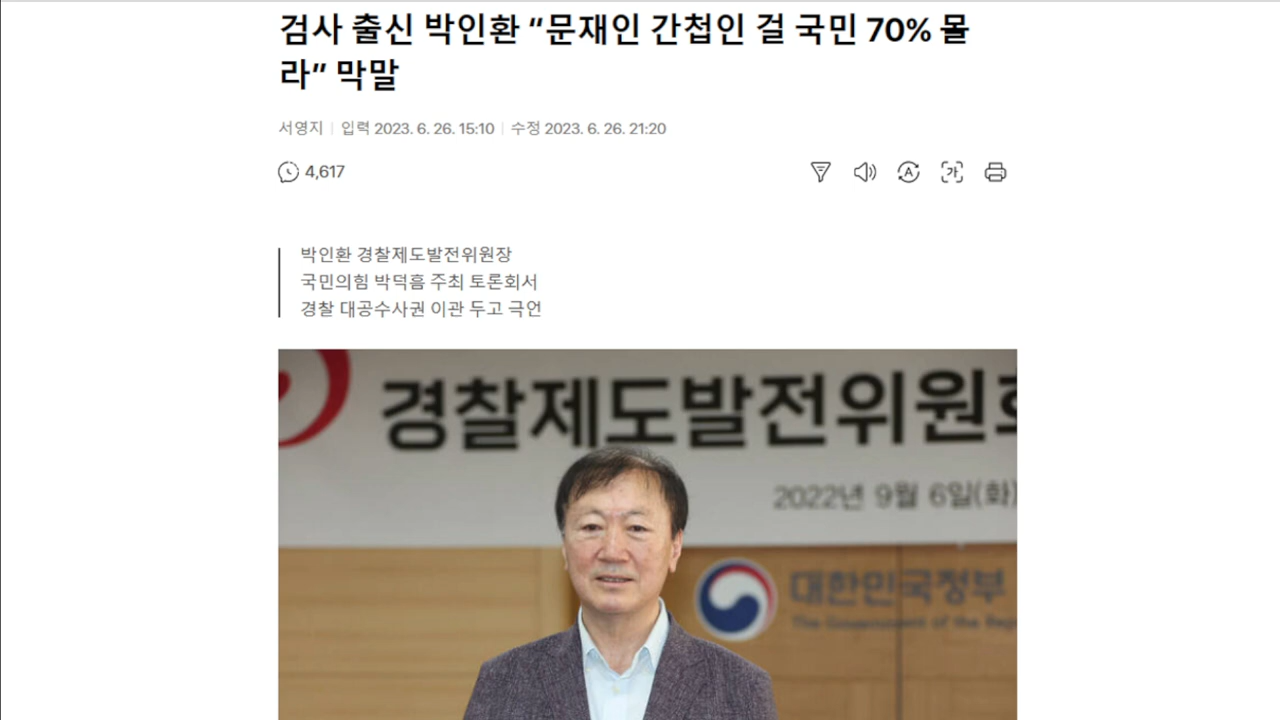 검사 출신 박인환 “문재인 간첩인 걸 국민 70% 몰
라” 막말
서영지 | 입력 2023. 6. 26. 15:10 | 수정 2023. 6. 26. 21:20
4,617
가
박인환 경찰제도발전위원장
국민의힘 박덕흠 주최 토론회서
경찰 대공수사권 이관 두고 극언
경찰제도발전위원회
2022년 9월 6일(화)
대한민국정부
The Government of the Rep